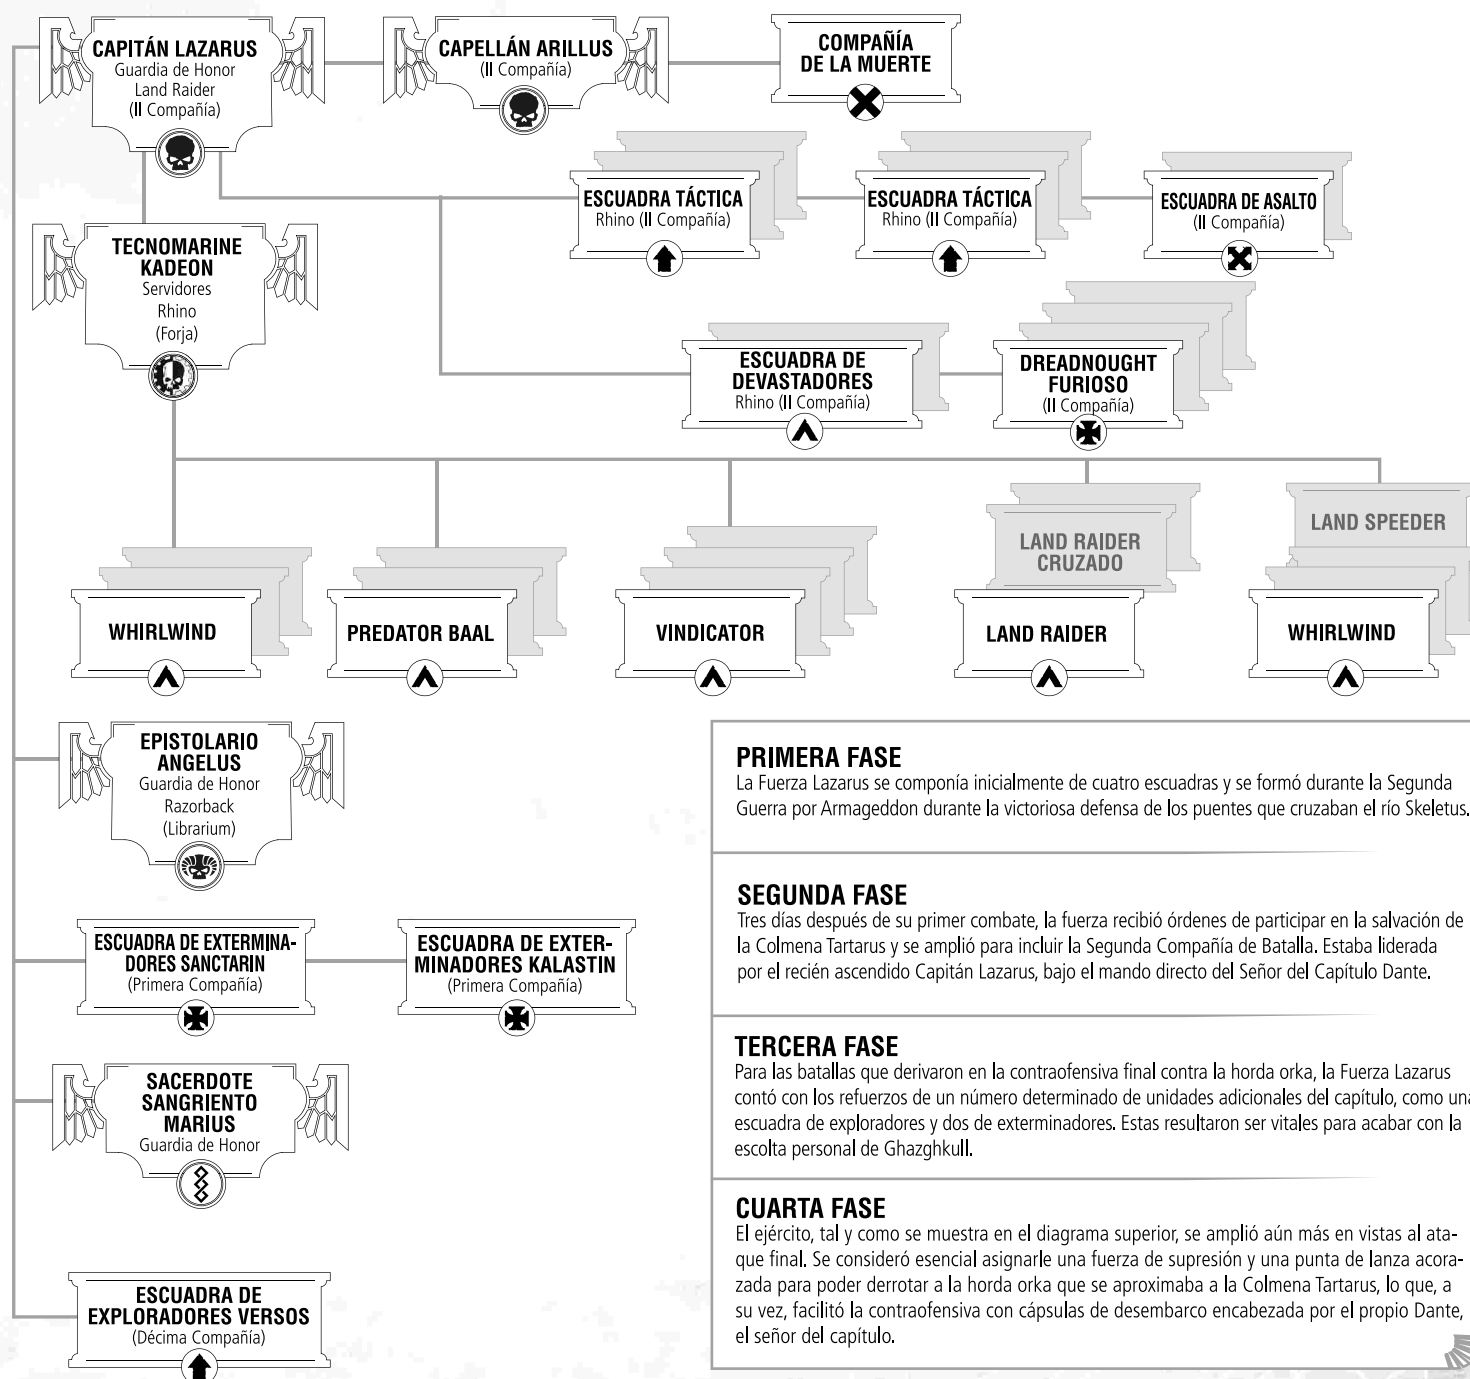 CAPITÁN LAZARUS
Guardia de Honor
Land Raider
(II Compañía)
CAPELLÁN ARILLUS
(II Compañía)
COMPAÑÍA
DE LA MUERTE
ESCUADRA TÁCTICA
Rhino (II Compañía)
ESCUADRA TÁCTICA
Rhino (II Compañía)
ESCUADRA DE ASALTO
(II Compañía)
TECNOMARINE
KADEON
Servidores
Rhino
(Forja)
ESCUADRA DE
DEVASTADORES
Rhino (II Compañía)
DREADNOUGHT
FURIOSO
(II Compañía)
WHIRLWIND
PREDATOR BAAL
VINDICATOR
LAND RAIDER
CRUZADO
LAND RAIDER
LAND SPEEDER
WHIRLWIND
EPISTOLARIO
ANGELUS
Guardia de Honor
Razorback
(Librarium)
ESCUADRA DE EXTERMINA-
DORES SANCTARIN
(Primera Compañía)
ESCUADRA DE EXTER-
MINADORES KALASTIN
(Primera Compañía)
SACERDOTE
SANGRIENTO
MARIUS
Guardia de Honor
ESCUADRA DE
EXPLORADORES VERSOS
(Décima Compañía)
PRIMERA FASE
La Fuerza Lazarus se componía inicialmente de cuatro escuadras y se formó durante la Segunda
Guerra por Armageddon durante la victoriosa defensa de los puentes que cruzaban el río Skeletus.
SEGUNDA FASE
Tres días después de su primer combate, la fuerza recibió órdenes de participar en la salvación de
la Colmena Tartarus y se amplió para incluir la Segunda Compañía de Batalla. Estaba liderada
por el recién ascendido Capitán Lazarus, bajo el mando directo del Señor del Capítulo Dante.
TERCERA FASE
Para las batallas que derivaron en la contraofensiva final contra la horda orka, la Fuerza Lazarus
contó con los refuerzos de un número determinado de unidades adicionales del capítulo, como una
escuadra de exploradores y dos de exterminadores. Estas resultaron ser vitales para acabar con la
escolta personal de Ghazghkull.
CUARTA FASE
El ejército, tal y como se muestra en el diagrama superior, se amplió aún más en vistas al ata-
que final. Se consideró esencial asignarle una fuerza de supresión y una punta de lanza acora-
zada para poder derrotar a la horda orka que se aproximaba a la Colmena Tartarus, lo que, a
su vez, facilitó la contraofensiva con cápsulas de desembarco encabezada por el propio Dante,
el señor del capítulo.